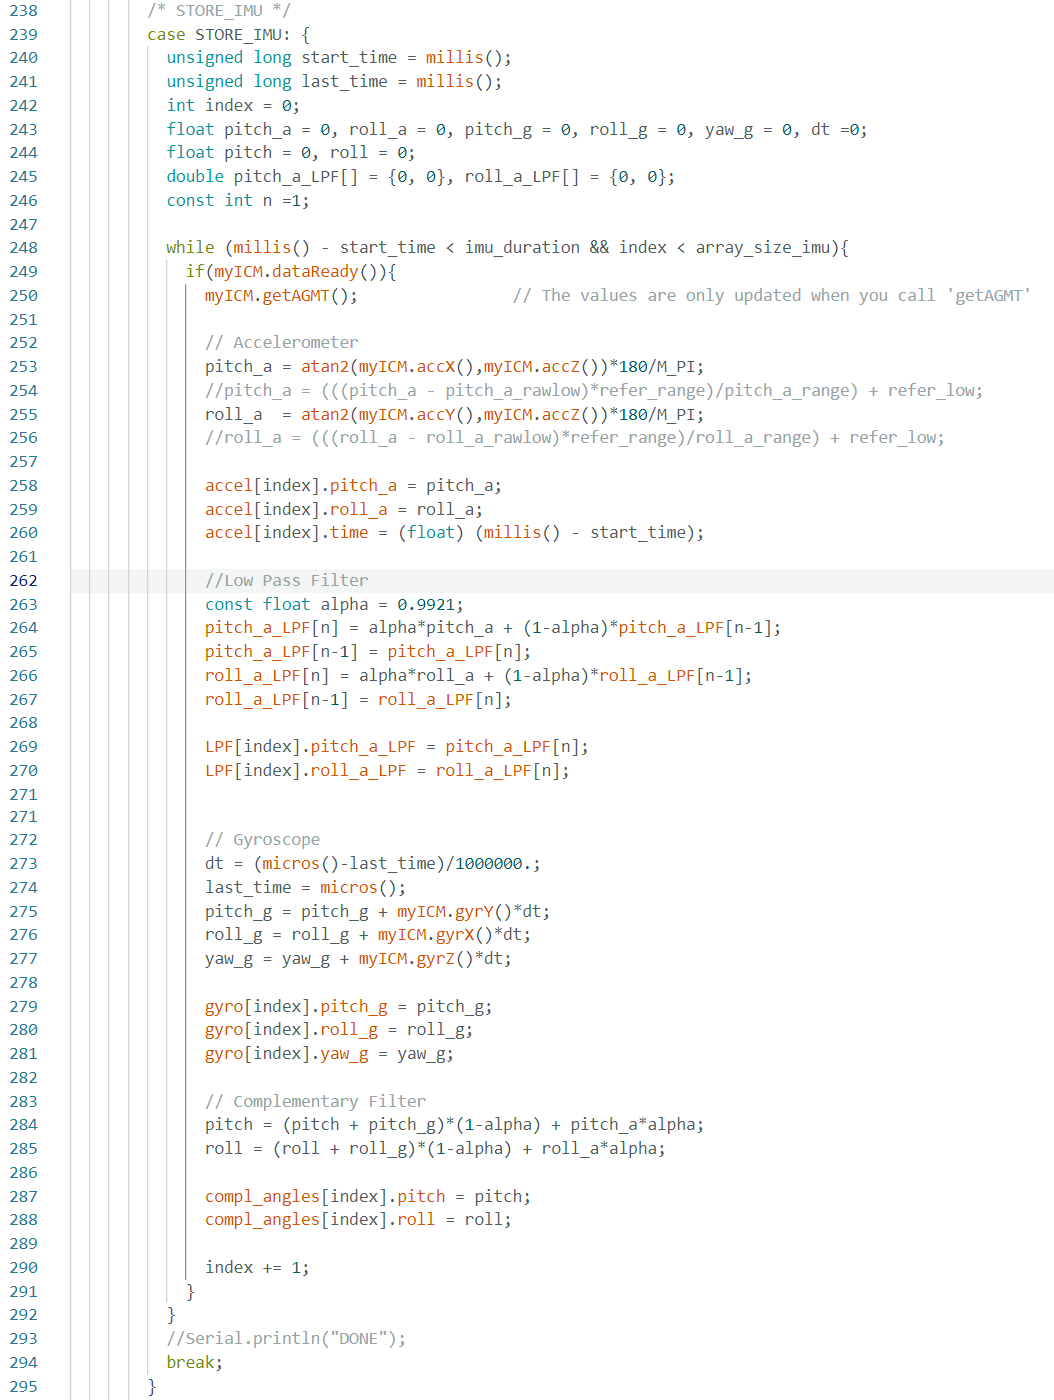 238 /* STORE_IMU */
239 case STORE_IMU: {
240 unsigned long start_time = millis();
241 unsigned long last_time = millis();
242 int index = 0;
243 float pitch_a = 0, roll_a = 0, pitch_g = 0, roll_g = 0, yaw_g = 0, dt =0;
244 float pitch = 0, roll = 0;
245 double pitch_a_LPF[] = {0, 0}, roll_a_LPF[] = {0, 0};
246 const int n =1;
247
248 while (millis() - start_time < imu_duration && index < array_size_imu){
249 if(myICM.dataReady()){
250 myICM.getAGMT(); // The values are only updated when you call 'getAGMT'
251
252 // Accelerometer
253 pitch_a = atan2(myICM.accX(),myICM.accZ())*180/M_PI;
254 //pitch_a = (((pitch_a - pitch_a_rawlow)*refer_range)/pitch_a_range) + refer_low;
255 roll_a  = atan2(myICM.accY(),myICM.accZ())*180/M_PI;
256 //roll_a = (((roll_a - roll_a_rawlow)*refer_range)/roll_a_range) + refer_low;
257
258 accel[index].pitch_a = pitch_a;
259 accel[index].roll_a = roll_a;
260 accel[index].time = (float) (millis() - start_time);
261
262 //Low Pass Filter
263 const float alpha = 0.9921;
264 pitch_a_LPF[n] = alpha*pitch_a + (1-alpha)*pitch_a_LPF[n-1];
265 pitch_a_LPF[n-1] = pitch_a_LPF[n];
266 roll_a_LPF[n] = alpha*roll_a + (1-alpha)*roll_a_LPF[n-1];
267 roll_a_LPF[n-1] = roll_a_LPF[n];
268
269 LPF[index].pitch_a_LPF = pitch_a_LPF[n];
270 LPF[index].roll_a_LPF = roll_a_LPF[n];
271
271
272 // Gyroscope
273 dt = (micros()-last_time)/1000000.;
274 last_time = micros();
275 pitch_g = pitch_g + myICM.gyrY()*dt;
276 roll_g = roll_g + myICM.gyrX()*dt;
277 yaw_g = yaw_g + myICM.gyrZ()*dt;
278
279 gyro[index].pitch_g = pitch_g;
280 gyro[index].roll_g = roll_g;
281 gyro[index].yaw_g = yaw_g;
282
283 // Complementary Filter
284 pitch = (pitch + pitch_g)*(1-alpha) + pitch_a*alpha;
285 roll = (roll + roll_g)*(1-alpha) + roll_a*alpha;
286
287 compl_angles[index].pitch = pitch;
288 compl_angles[index].roll = roll;
289
290 index += 1;
291 }
292 }
293 //Serial.println("DONE");
294 break;
295 }